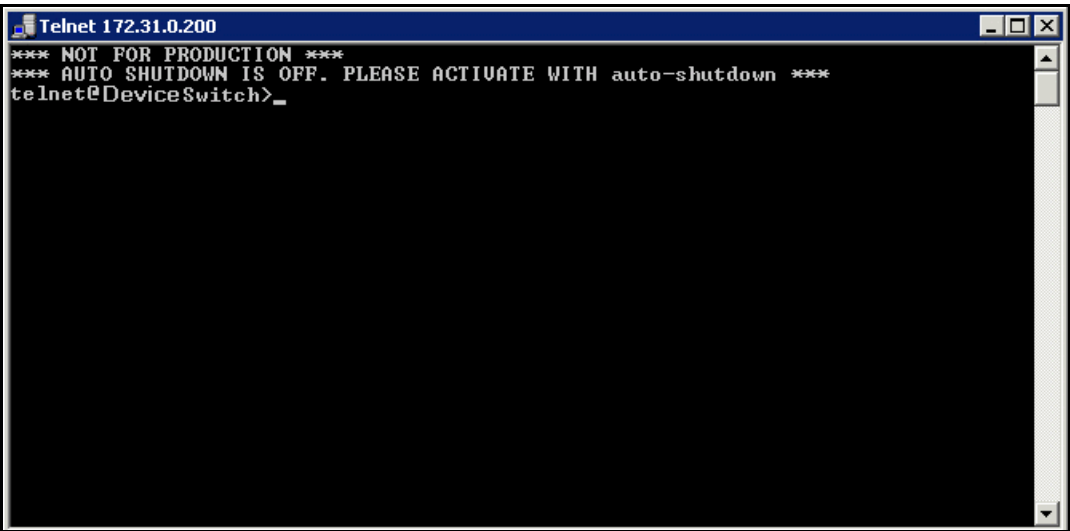 Telnet 172.31.0.200
*** NOT FOR PRODUCTION ***
*** AUTO SHUTDOWN IS OFF. PLEASE ACTIVATE WITH auto-shutdown ***
telnet@DeviceSwitch>_